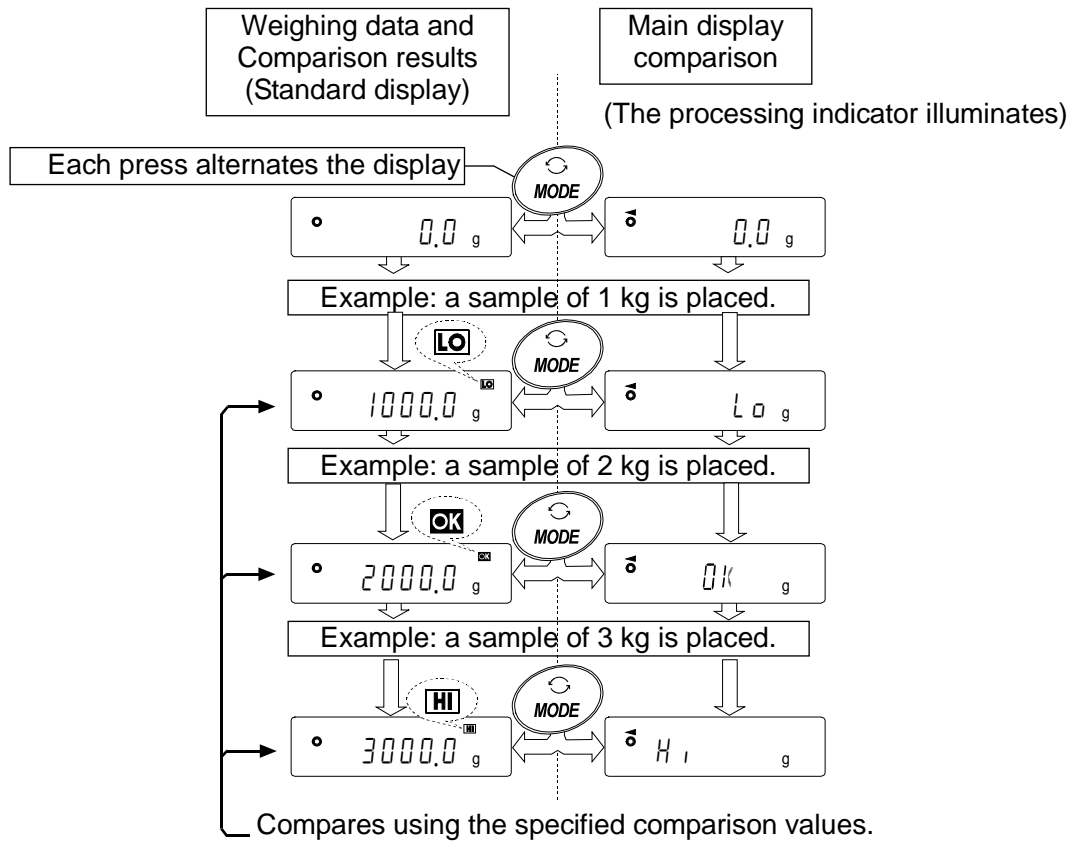 Weighing data and
Comparison results
(Standard display)
Main display
comparison
(The processing indicator illuminates)
Each press alternates the display
MODE
0.0 g
0.0 g
Example: a sample of 1 kg is placed.
LO
MODE
LO
1000.0 g
Lo g
Example: a sample of 2 kg is placed.
OK
MODE
OK
2000.0 g
OK g
Example: a sample of 3 kg is placed.
HI
MODE
HI
3000.0 g
Hi g
Compares using the specified comparison values.